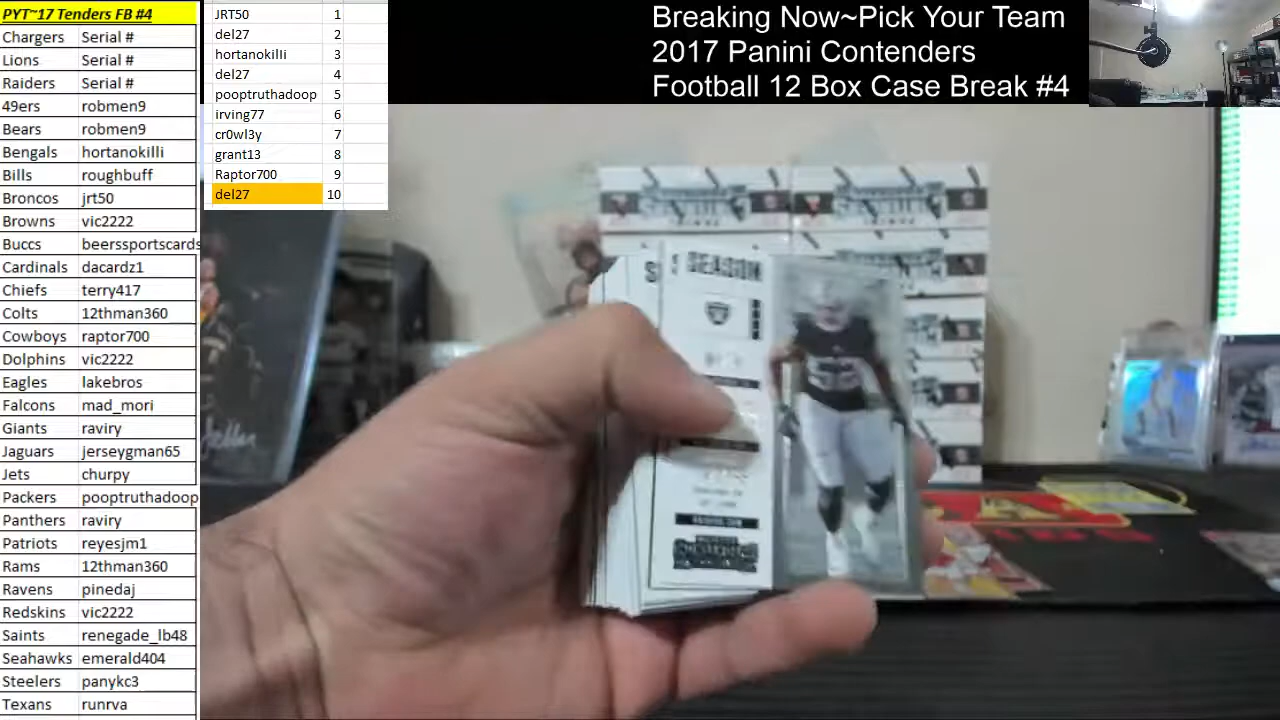 PYT~17 Tenders FB #4
Chargers Serial #
Lions Serial #
Raiders Serial #
49ers robmen9
Bears robmen9
Bengals hortanokilli
Bills roughbuff
Broncos jrt50
Browns vic2222
Buccs beerssportscards
Cardinals dacardz1
Chiefs terry417
Colts 12thman360
Cowboys raptor700
Dolphins vic2222
Eagles lakebros
Falcons mad_mori
Giants raviry
Jaguars jerseygman65
Jets churpy
Packers pooptruthadoop
Panthers raviry
Patriots reyesjm1
Rams 12thman360
Ravens pinedaj
Redskins vic2222
Saints renegade_lb48
Seahawks emerald404
Steelers panykc3
Texans runrva
JRT50 1
del27 2
hortanokilli 3
del27 4
pooptruthadoop 5
irving77 6
cr0wl3y 7
grant13 8
Raptor700 9
del27 10
Breaking Now~Pick Your Team
2017 Panini Contenders
Football 12 Box Case Break #4
SEASON
52